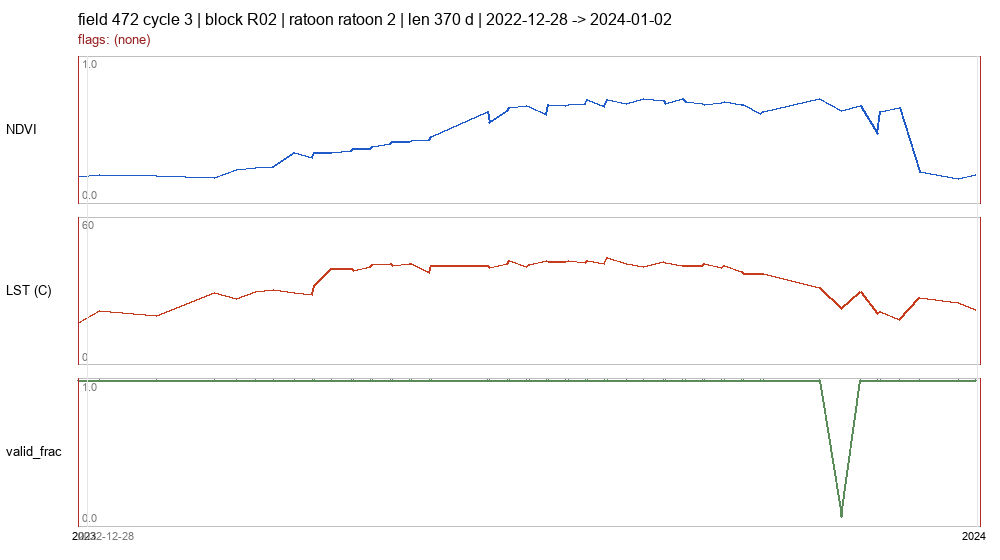 field 472 cycle 3 | block R02 | ratoon ratoon 2 | len 370 d | 2022-12-28 -> 2024-01-02
flags: (none)
1.0
NDVI
0.0
60
LST (C)
0
1.0
valid_frac
0.0
2023 2022-12-28 2024